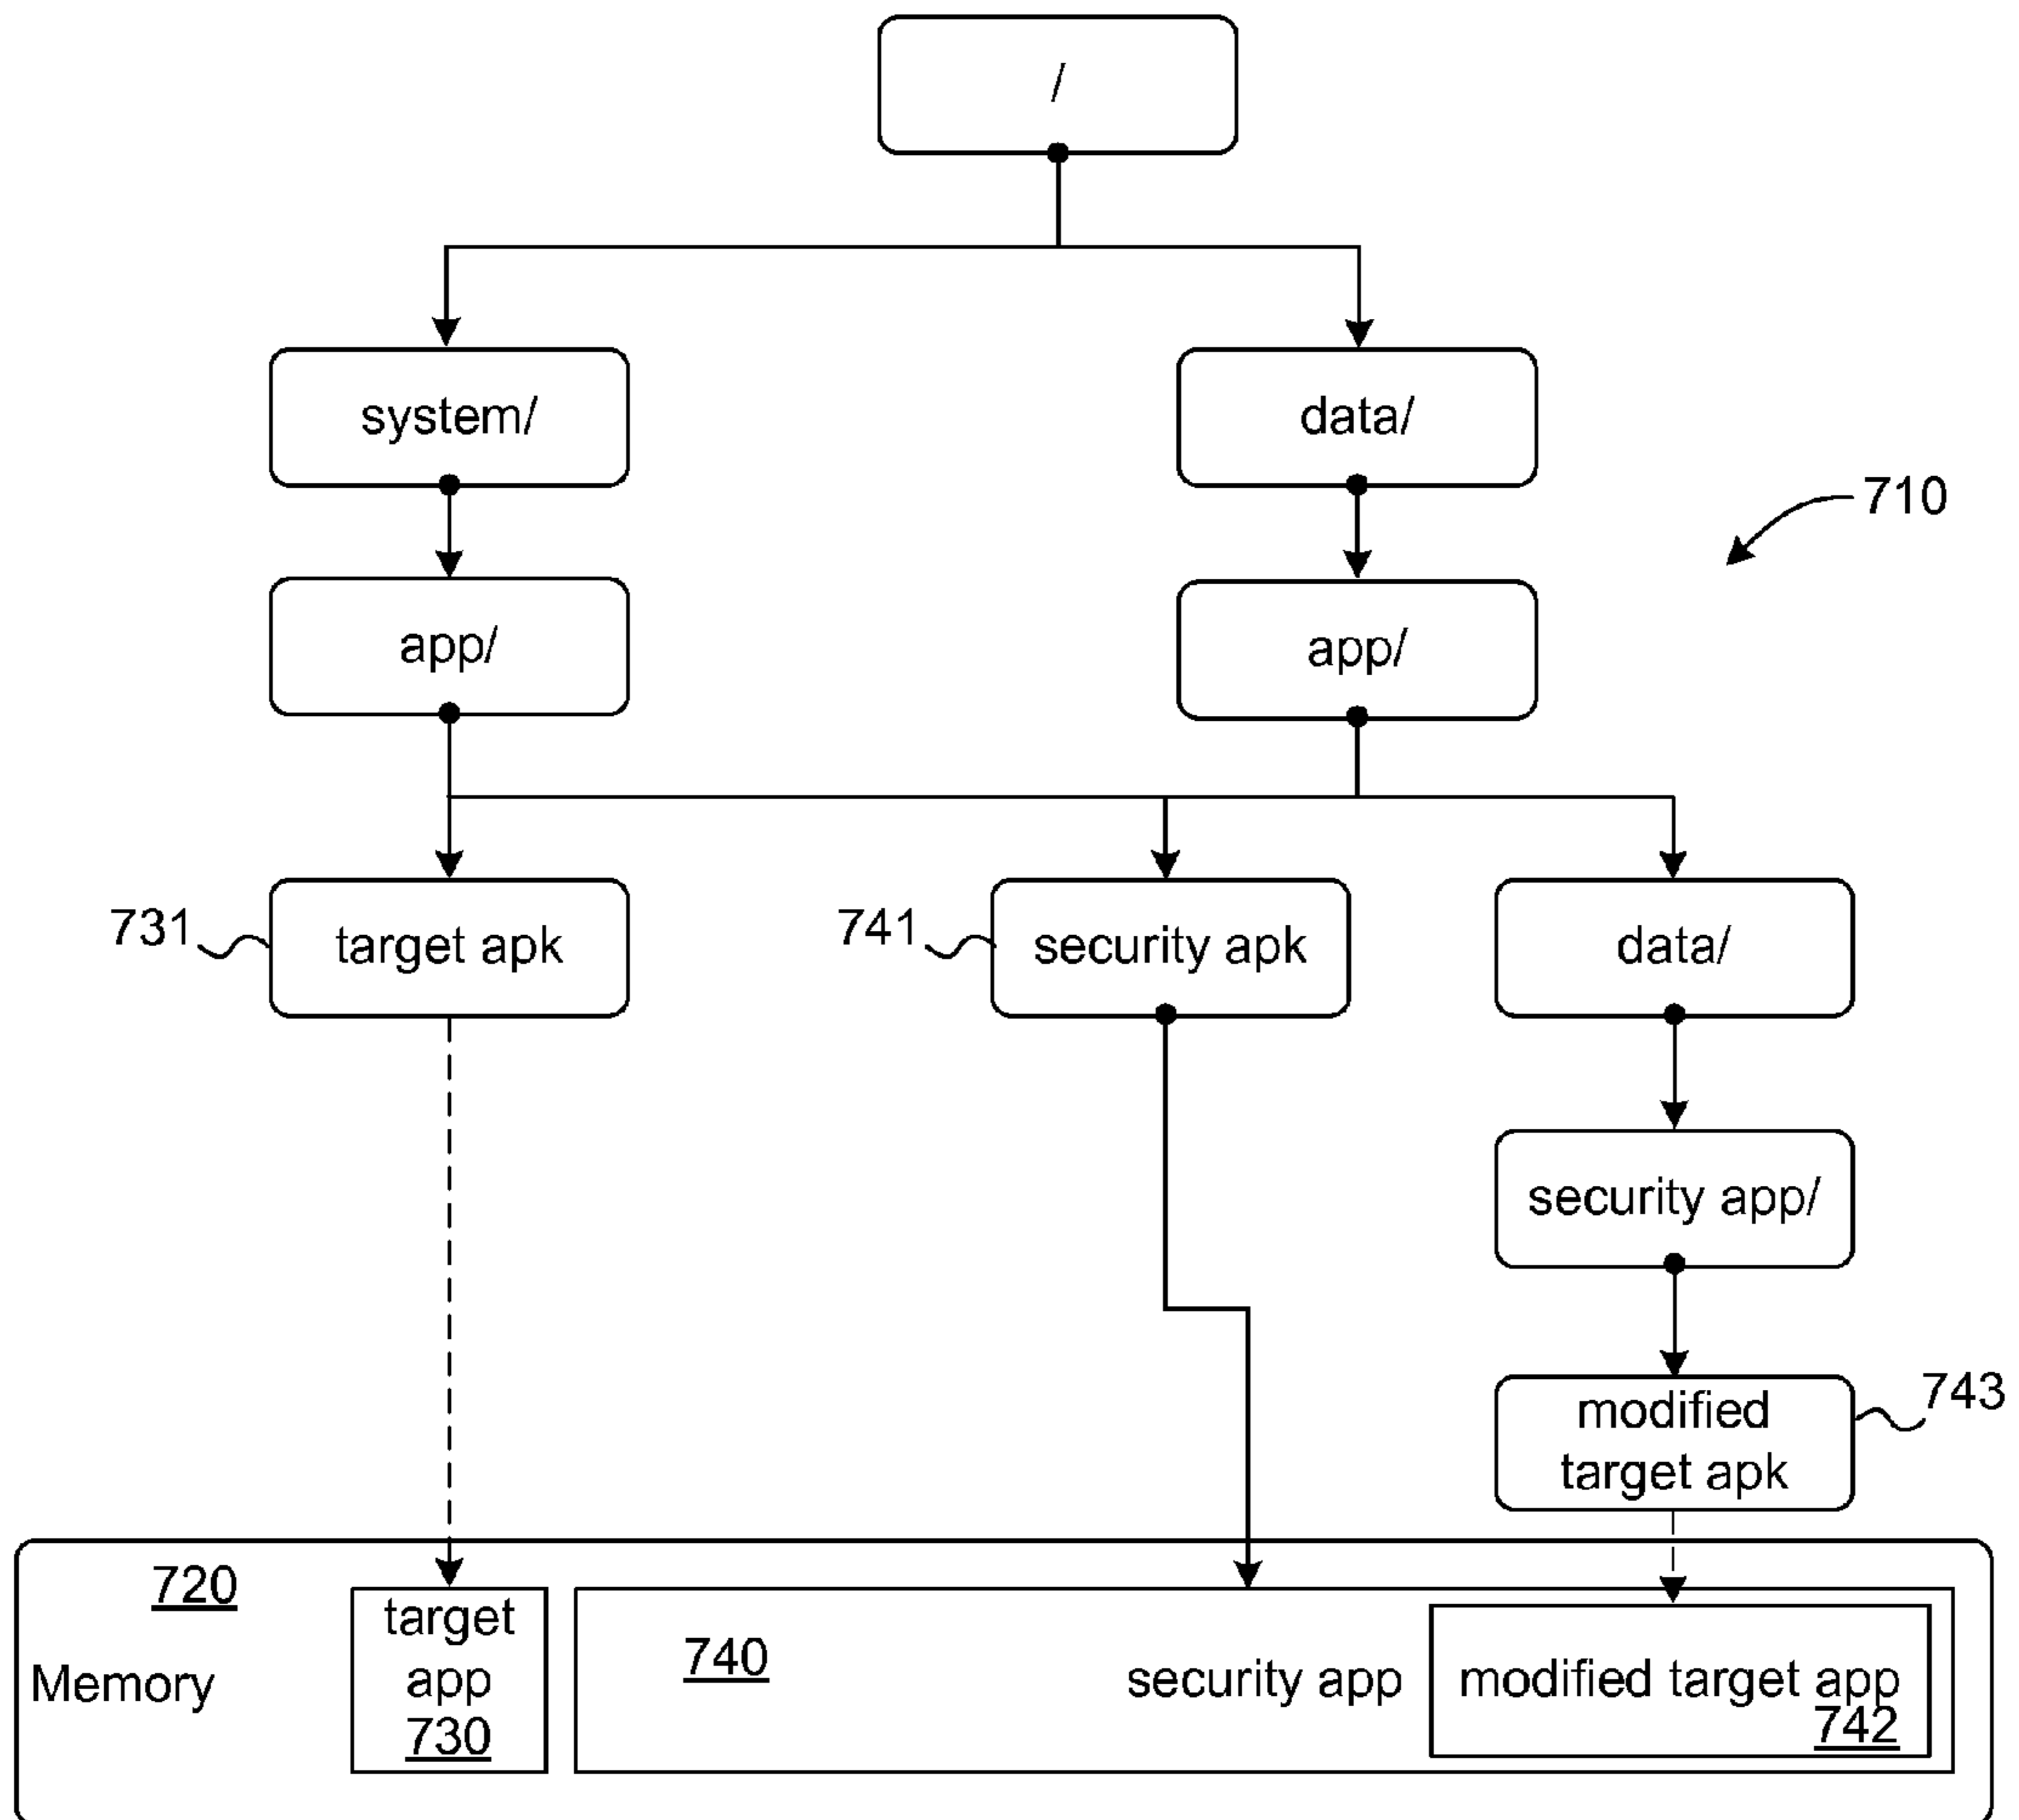 /
system/
data/
710
app/
app/
731
target apk
741
security apk
data/
security app/
modified
target apk
743
720
Memory
target
app
730
740
security app
modified target app
742